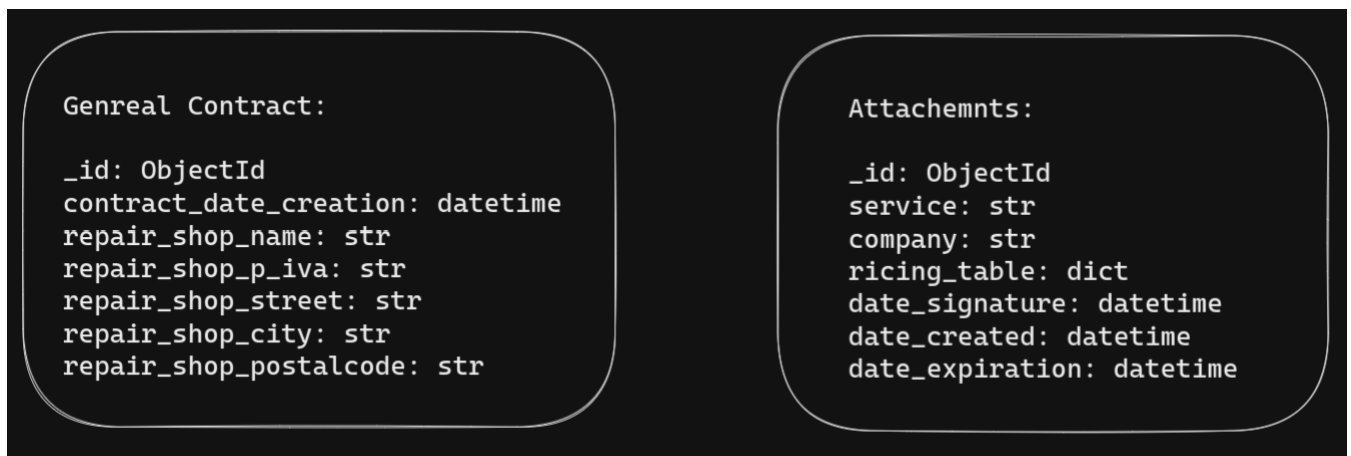 Genreal Contract:
_id: ObjectId
contract_date_creation: datetime
repair_shop_name: str
repair_shop_p_iva: str
repair_shop_street: str
repair_shop_city: str
repair_shop_postalcode: str
Attachemnts:
_id: ObjectId
service: str
company: str
ricing_table: dict
date_signature: datetime
date_created: datetime
date_expiration: datetime